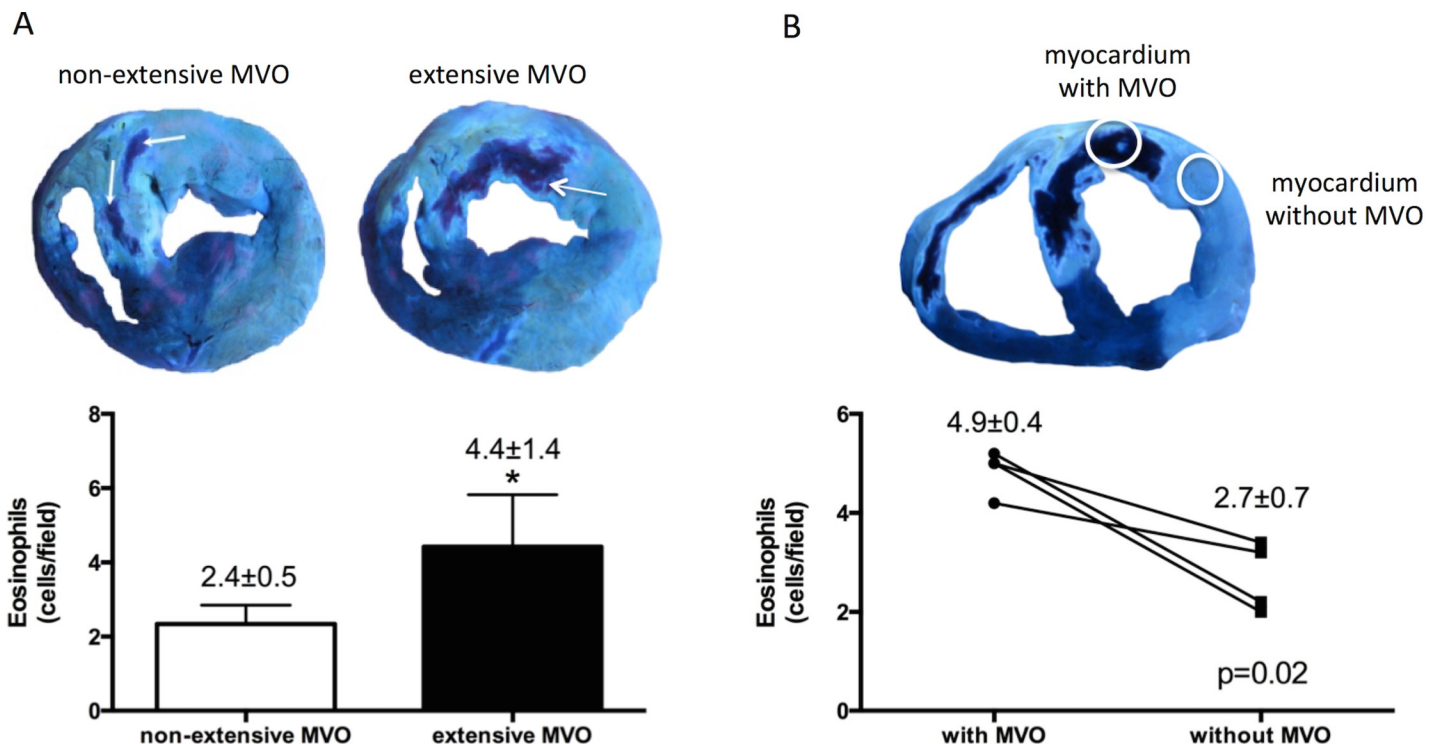 A
non-extensive MVO
extensive MVO
8
6
4
2
0
Eosinophils
(cells/field)
2.4±0.5
4.4±1.4
*
non-extensive MVO
extensive MVO
B
myocardium
with MVO
myocardium
without MVO
6
4
2
0
Eosinophils
(cells/field)
4.9±0.4
2.7±0.7
p=0.02
with MVO
without MVO